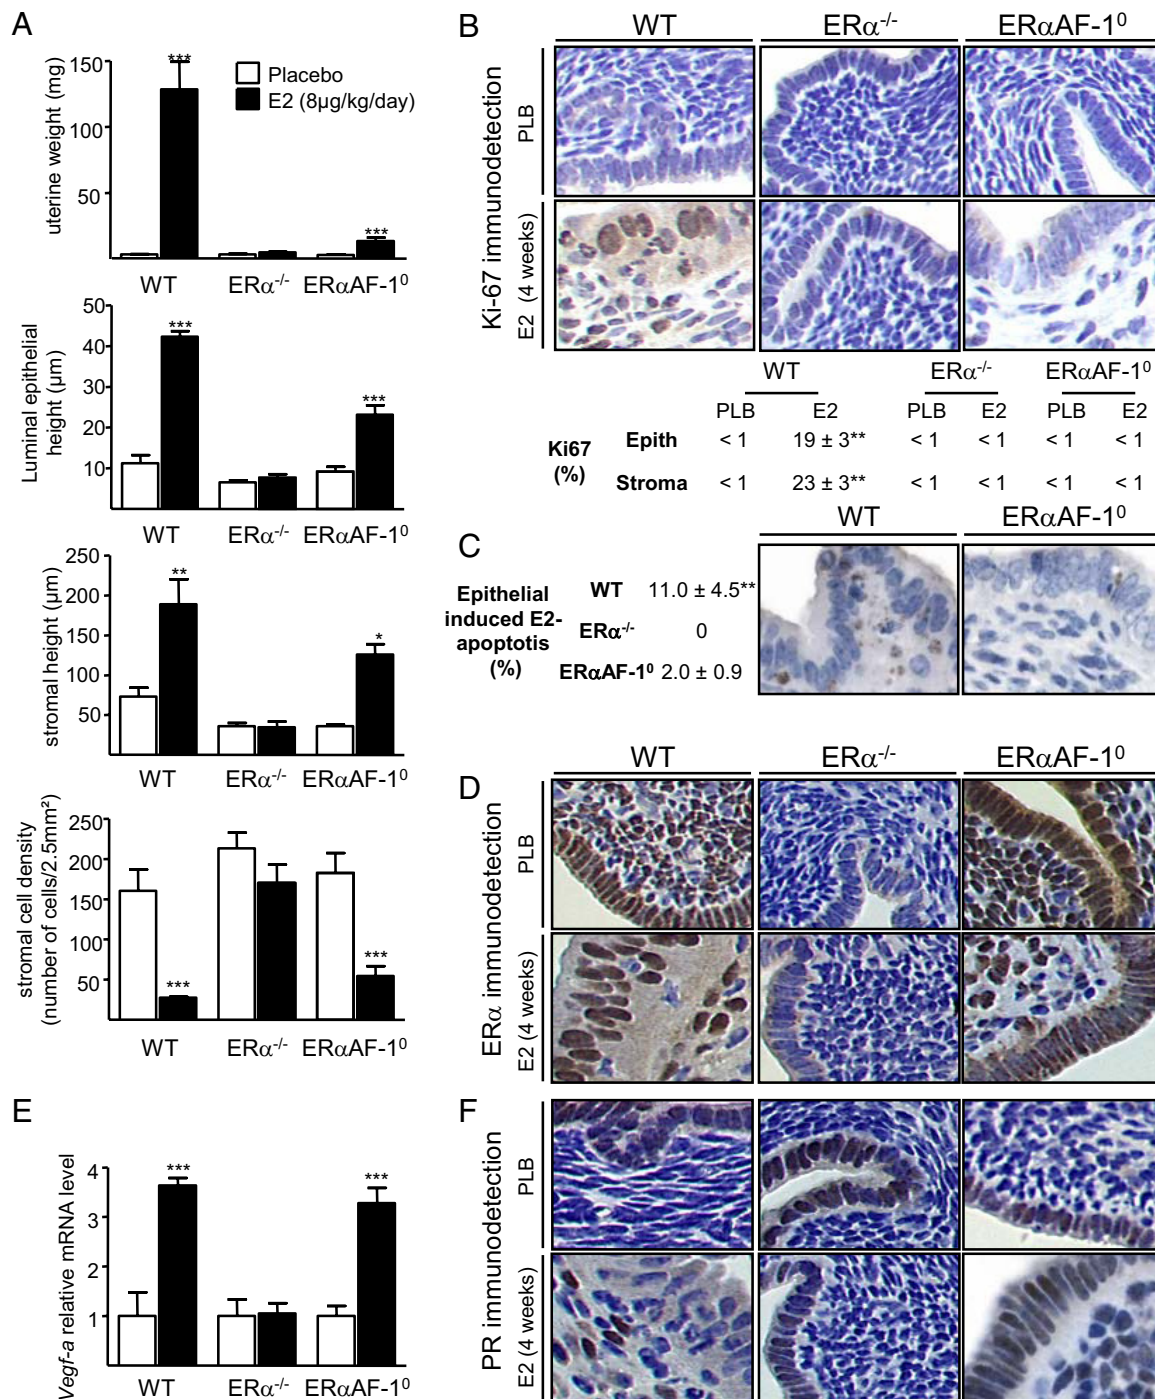 A
uterine weight (mg)
150
100
50
***
***
Placebo
E2 (8µg/kg/day)
WT ERα-/- ERαAF-1⁰
Luminal epithelial
height (µm)
50
40
30
20
10
***
***
WT ERα-/- ERαAF-1⁰
stromal height (µm)
250
200
150
100
50
**
*
WT ERα-/- ERαAF-1⁰
stromal cell density
(number of cells/2.5mm²)
250
200
150
100
50
***
***
WT ERα-/- ERαAF-1⁰
B
WT ERα-/- ERαAF-1⁰
Ki-67 immunodetection
PLB
E2 (4 weeks)
WT ERα-/- ERαAF-1⁰
PLB E2 PLB E2 PLB E2
Ki67
(%)
Epith < 1 19 ± 3** < 1 < 1 < 1 < 1
Stroma < 1 23 ± 3** < 1 < 1 < 1 < 1
C
WT ERαAF-1⁰
Epithelial
induced E2-
apoptotis
(%)
WT 11.0 ± 4.5**
ERα-/- 0
ERαAF-1⁰ 2.0 ± 0.9
D
WT ERα-/- ERαAF-1⁰
ERα immunodetection
PLB
E2 (4 weeks)
E
Vegf-a relative mRNA level
4
3
2
1
***
***
WT ERα-/- ERαAF-1⁰
F
PR immunodetection
PLB
E2 (4 weeks)